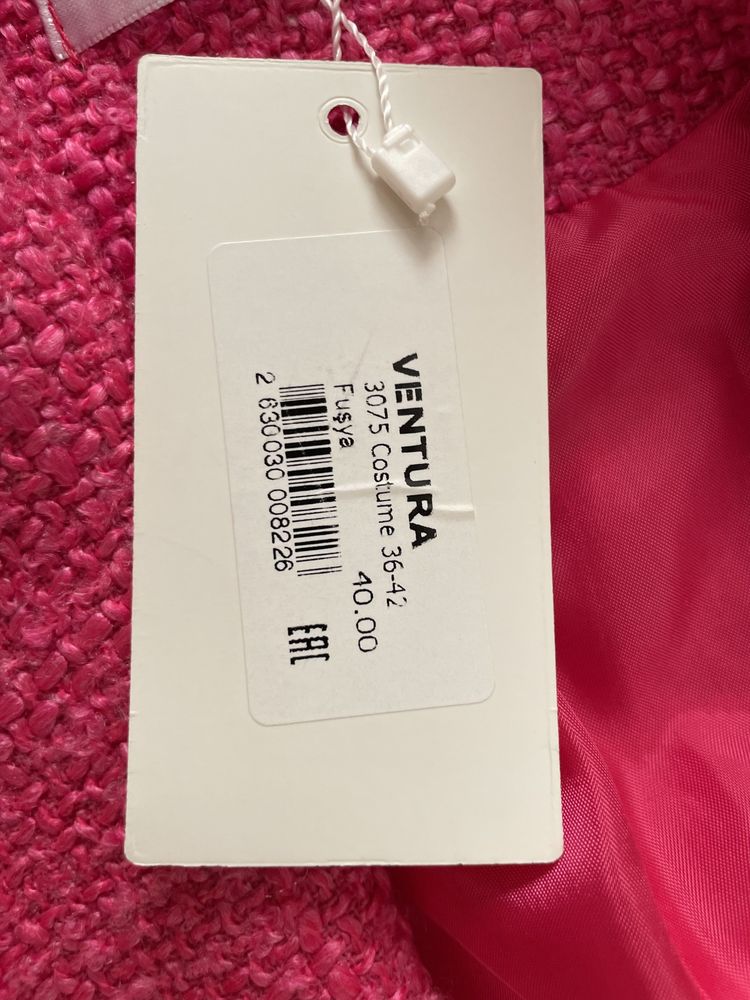 VENTURA
3075 Costume 36-42
Fuşya 40.00
2 630030 008226
EAC